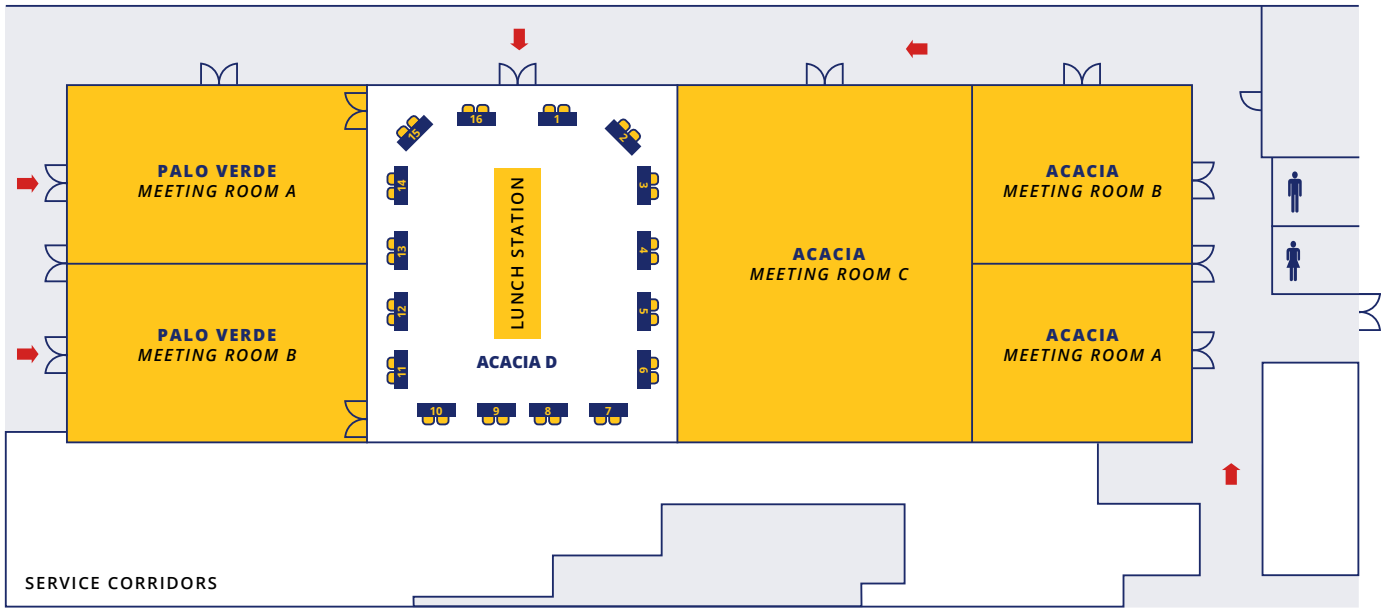 16
1
15
2
PALO VERDE
MEETING ROOM A
14
LUNCH STATION
3
ACACIA
MEETING ROOM B
13
4
ACACIA
MEETING ROOM C
12
5
PALO VERDE
MEETING ROOM B
ACACIA
MEETING ROOM A
11
ACACIA D
6
10
9
8
7
SERVICE CORRIDORS